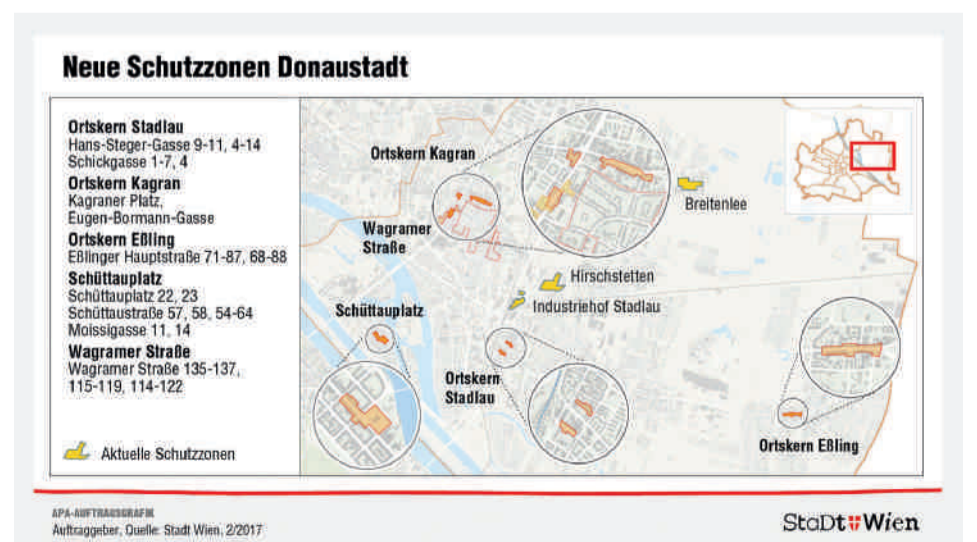 Neue Schutzzonen Donaustadt
Ortskern Stadlau
Hans-Steger-Gasse 9-11, 4-14
Schickgasse 1-7, 4
Ortskern Kagran
Kagraner Platz,
Eugen-Bormann-Gasse
Ortskern Eßling
Eßlinger Hauptstraße 71-87, 68-88
Schüttauplatz
Schüttauplatz 22, 23
Schüttaustraße 57, 58, 54-64
Moissigasse 11, 14
Wagramer Straße
Wagramer Straße 135-137,
115-119, 114-122
Aktuelle Schutzzonen
Ortskern Kagran
Breitenlee
Wagramer
Straße
Hirschstetten
Industriehof Stadlau
Schüttauplatz
Ortskern
Stadlau
Ortskern Eßling
APA-AUFTRAGSGRAFIK
Auftraggeber, Quelle: Stadt Wien, 2/2017
StaDt Wien